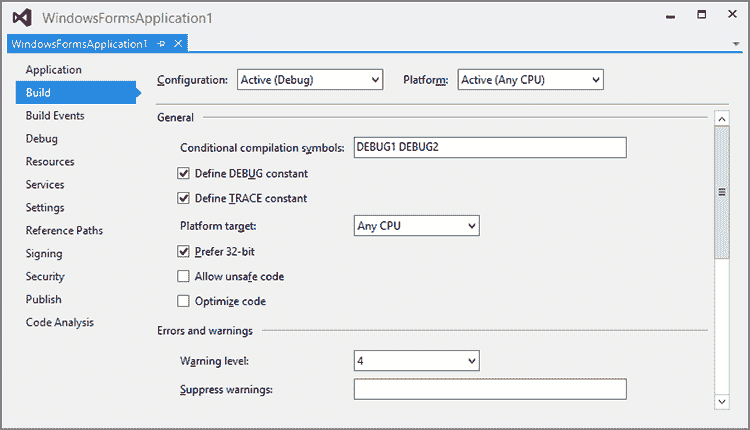 WindowsFormsApplication1
WindowsFormsApplication1
Application
Build
Build Events
Debug
Resources
Services
Settings
Reference Paths
Signing
Security
Publish
Code Analysis
Configuration: Active (Debug) Platform: Active (Any CPU)
General
Conditional compilation symbols: DEBUG1 DEBUG2
Define DEBUG constant
Define TRACE constant
Platform target: Any CPU
Prefer 32-bit
Allow unsafe code
Optimize code
Errors and warnings
Warning level: 4
Suppress warnings: